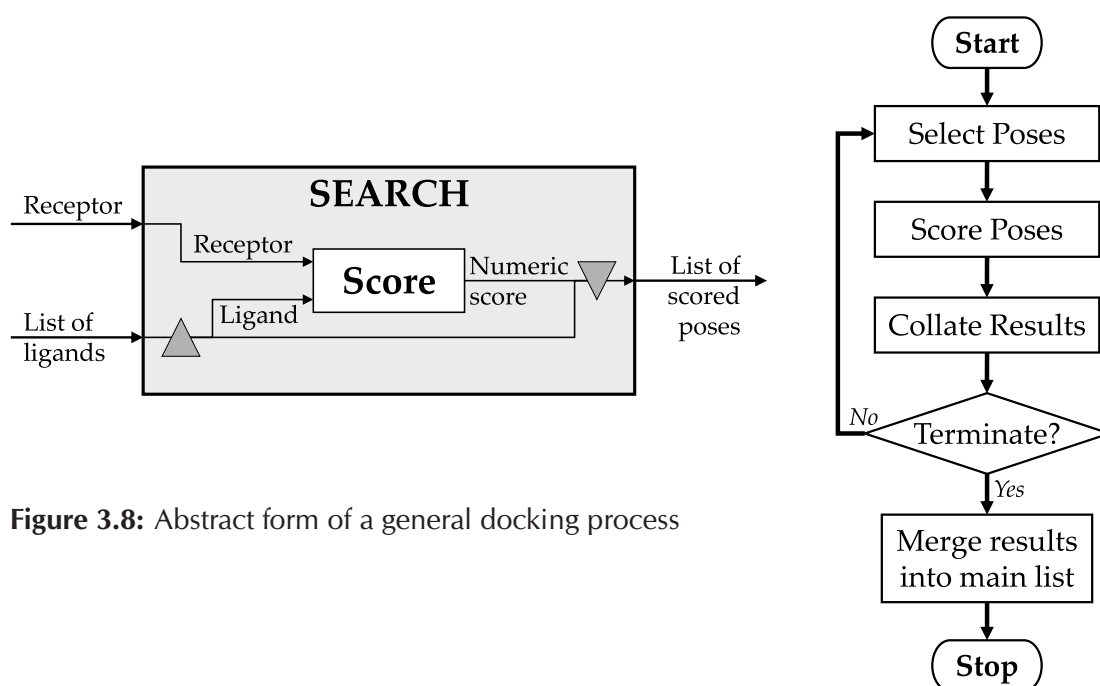 SEARCH
Receptor
Receptor
Score
Numeric
score
List of
scored
poses
List of
ligands
Ligand
Figure 3.8: Abstract form of a general docking process
Start
Select Poses
Score Poses
Collate Results
Terminate?
No
Yes
Merge results
into main list
Stop